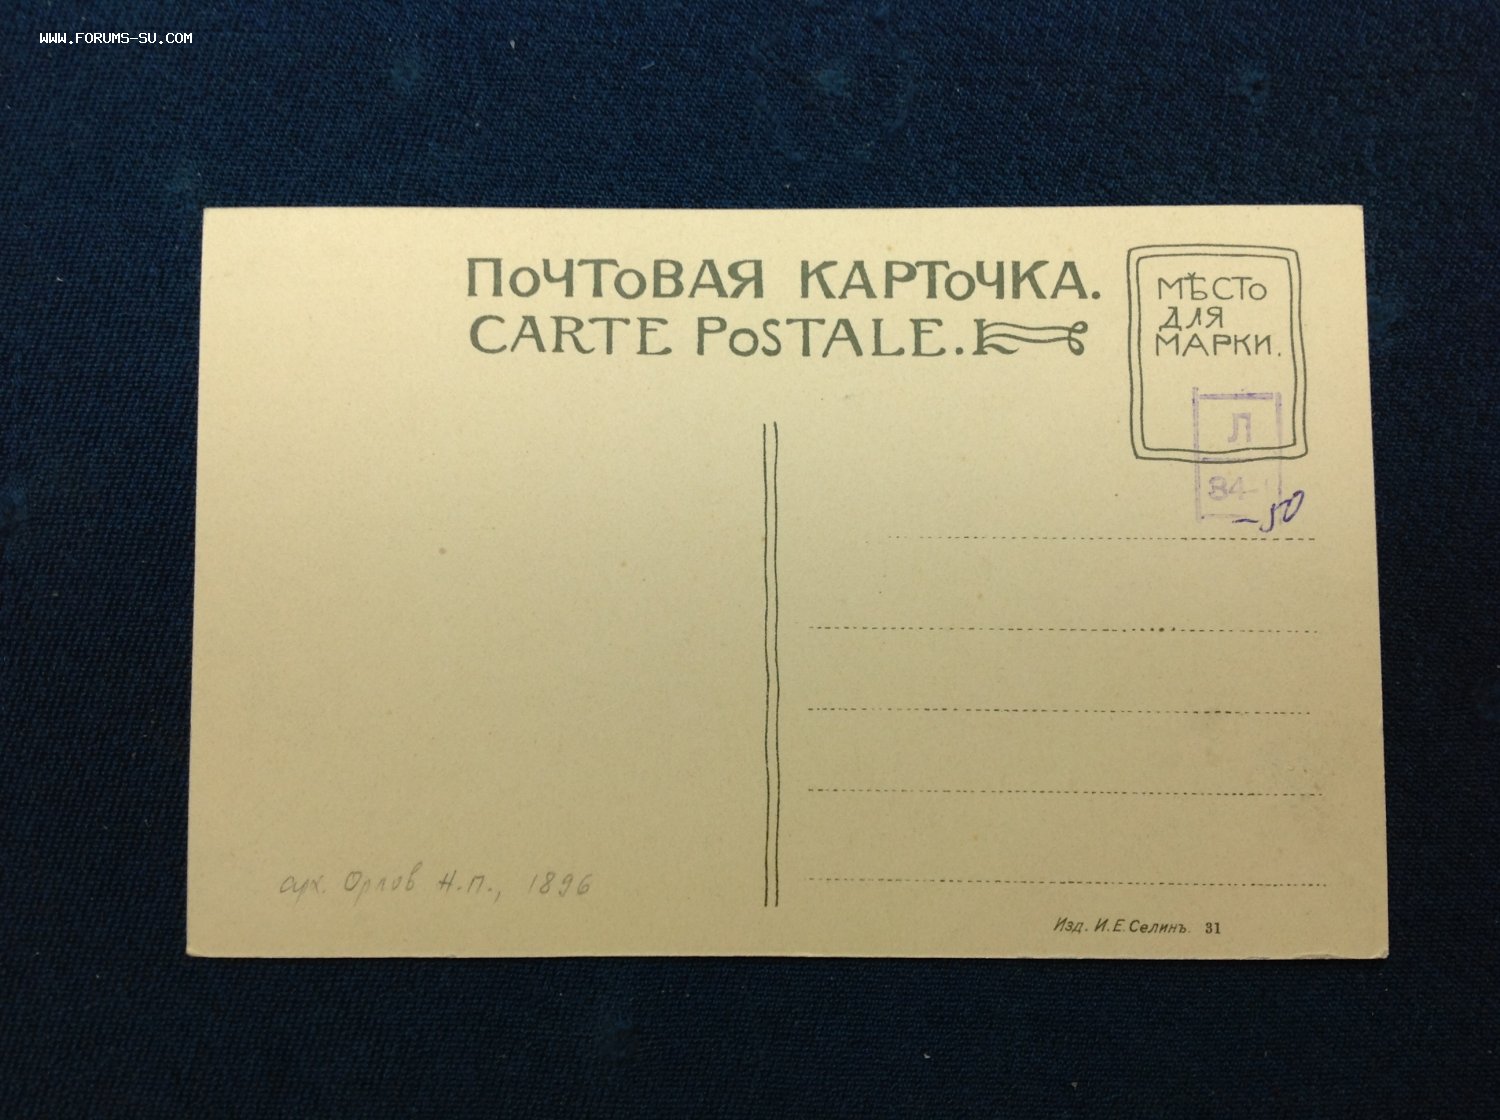 WWW.FORUMS-SU.COM
ПОЧТОВАЯ КАРТОЧКА.
CARTE POSTALE.
МѢСТО
ДЛЯ
МАРКИ.
Л
84-
-50
арх. Орлов Н.П., 1896
Изд. И.Е.Селинъ. 31